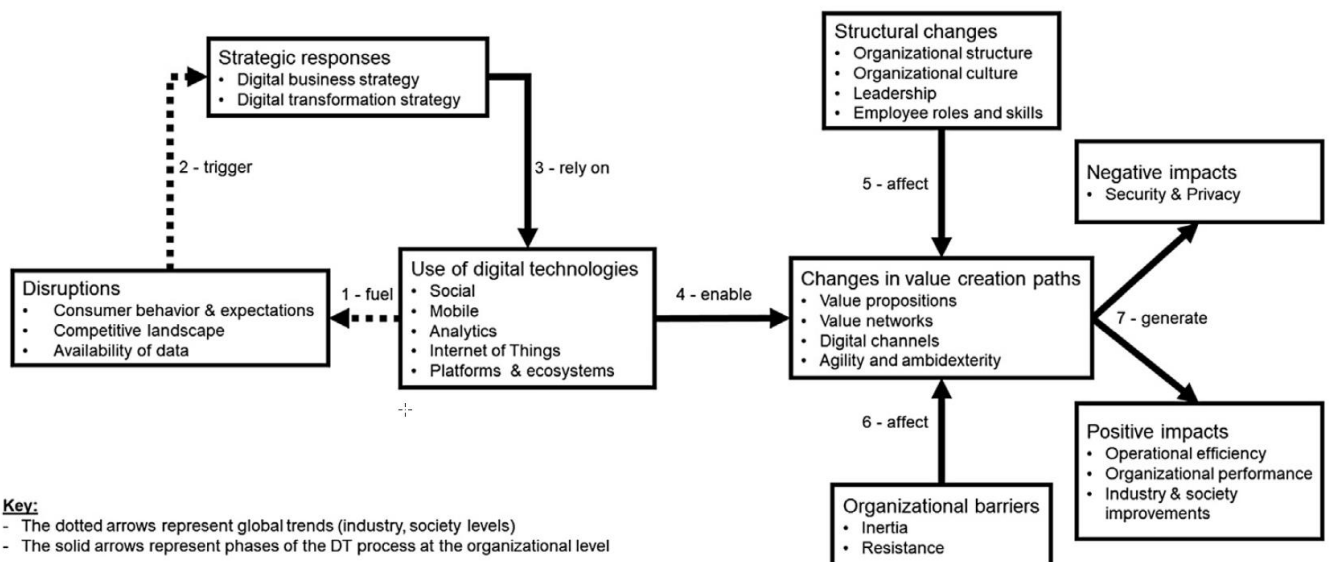 Strategic responses
• Digital business strategy
• Digital transformation strategy
2 - trigger
3 - rely on
Disruptions
• Consumer behavior & expectations
• Competitive landscape
• Availability of data
1 - fuel
Use of digital technologies
• Social
• Mobile
• Analytics
• Internet of Things
• Platforms & ecosystems
4 - enable
Structural changes
• Organizational structure
• Organizational culture
• Leadership
• Employee roles and skills
5 - affect
Changes in value creation paths
• Value propositions
• Value networks
• Digital channels
• Agility and ambidexterity
6 - affect
Organizational barriers
• Inertia
• Resistance
7 - generate
Negative impacts
• Security & Privacy
Positive impacts
• Operational efficiency
• Organizational performance
• Industry & society
improvements
Key:
- The dotted arrows represent global trends (industry, society levels)
- The solid arrows represent phases of the DT process at the organizational level